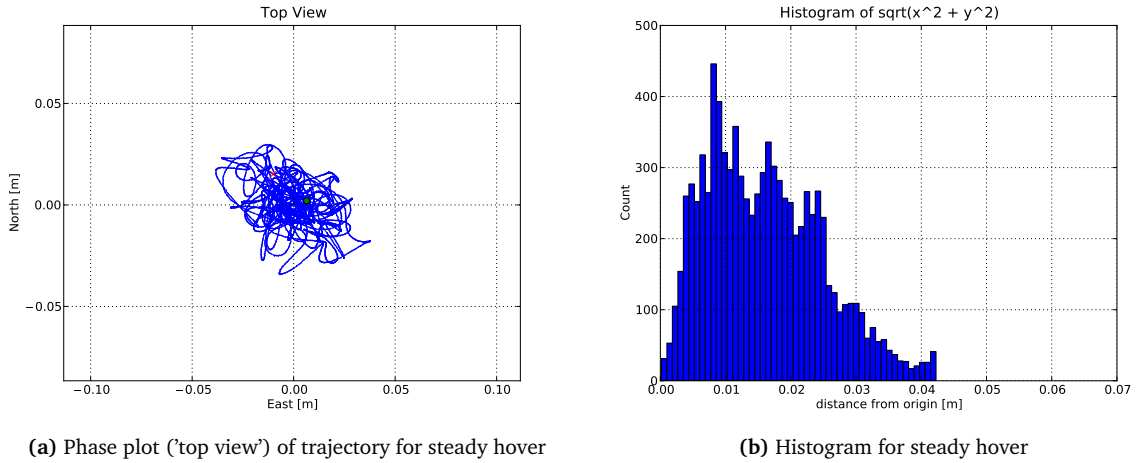 Top View
0.05
0.00
−0.05
−0.10
−0.05
0.00
0.05
0.10
North [m]
East [m]
Histogram of sqrt(x^2 + y^2)
500
400
300
200
100
0
0.00
0.01
0.02
0.03
0.04
0.05
0.06
0.07
Count
distance from origin [m]
(a) Phase plot ('top view') of trajectory for steady hover
(b) Histogram for steady hover